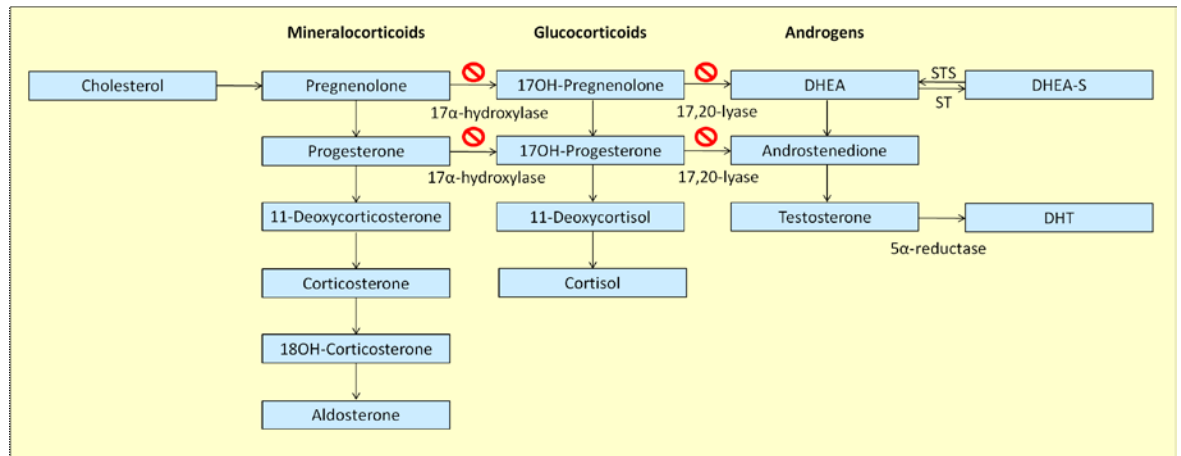 Mineralocorticoids Glucocorticoids Androgens
Cholesterol Pregnenolone 17OH-Pregnenolone DHEA STS DHEA-S
ST
17α-hydroxylase 17,20-lyase
Progesterone 17OH-Progesterone Androstenedione
17α-hydroxylase 17,20-lyase
11-Deoxycorticosterone 11-Deoxycortisol Testosterone DHT
5α-reductase
Corticosterone Cortisol
18OH-Corticosterone
Aldosterone